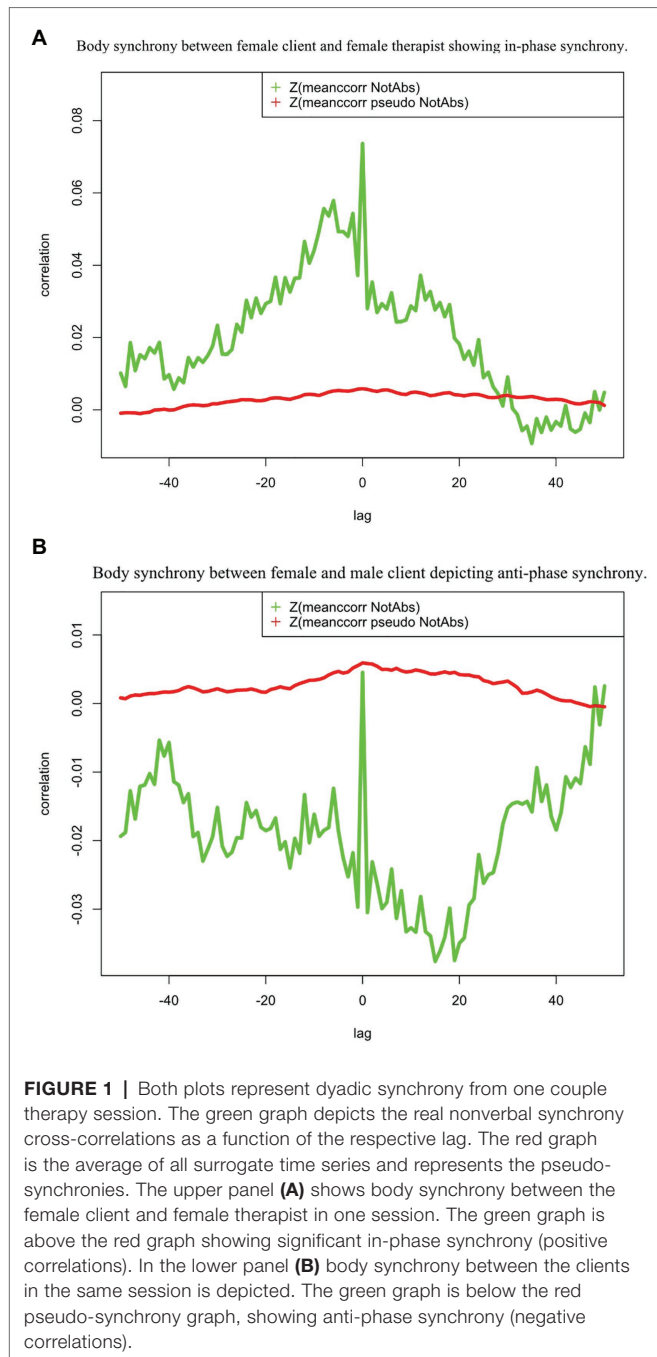 A
Body synchrony between female client and female therapist showing in-phase synchrony.
+ Z(meanccorr NotAbs)
+ Z(meanccorr pseudo NotAbs)
correlation
0.08
0.06
0.04
0.02
0.00
-40 -20 0 20 40
lag
B
Body synchrony between female and male client depicting anti-phase synchrony.
+ Z(meanccorr NotAbs)
+ Z(meanccorr pseudo NotAbs)
correlation
0.01
0.00
-0.01
-0.02
-0.03
-40 -20 0 20 40
lag
FIGURE 1 | Both plots represent dyadic synchrony from one couple
therapy session. The green graph depicts the real nonverbal synchrony
cross-correlations as a function of the respective lag. The red graph
is the average of all surrogate time series and represents the pseudo-
synchronies. The upper panel (A) shows body synchrony between the
female client and female therapist in one session. The green graph is
above the red graph showing significant in-phase synchrony (positive
correlations). In the lower panel (B) body synchrony between the clients
in the same session is depicted. The green graph is below the red
pseudo-synchrony graph, showing anti-phase synchrony (negative
correlations).